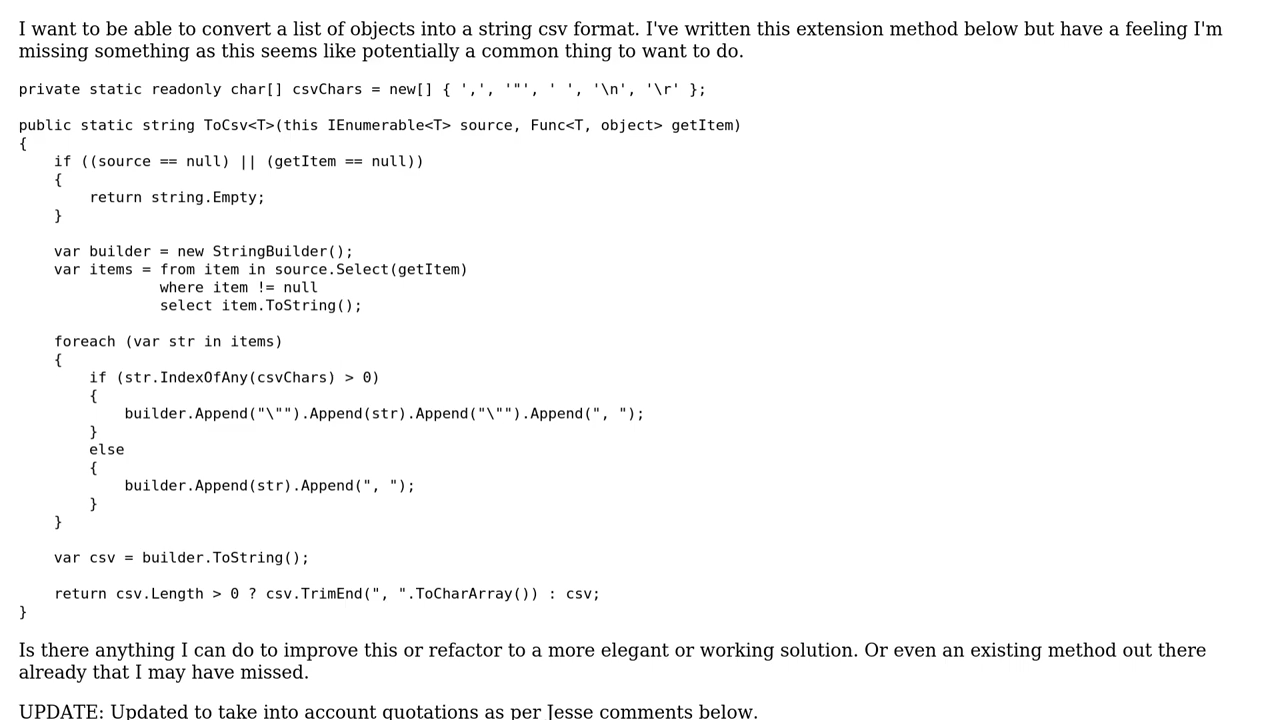 I want to be able to convert a list of objects into a string csv format. I've written this extension method below but have a feeling I'm
missing something as this seems like potentially a common thing to want to do.
private static readonly char[] csvChars = new[] { ',', '"', ' ', '\n', '\r' };
public static string ToCsv<T>(this IEnumerable<T> source, Func<T, object> getItem)
{
    if ((source == null) || (getItem == null))
    {
        return string.Empty;
    }
    var builder = new StringBuilder();
    var items = from item in source.Select(getItem)
                where item != null
                select item.ToString();
    foreach (var str in items)
    {
        if (str.IndexOfAny(csvChars) > 0)
        {
            builder.Append("\"").Append(str).Append("\"").Append(", ");
        }
        else
        {
            builder.Append(str).Append(", ");
        }
    }
    var csv = builder.ToString();
    return csv.Length > 0 ? csv.TrimEnd(", ".ToCharArray()) : csv;
}
Is there anything I can do to improve this or refactor to a more elegant or working solution. Or even an existing method out there
already that I may have missed.
UPDATE: Updated to take into account quotations as per Jesse comments below.